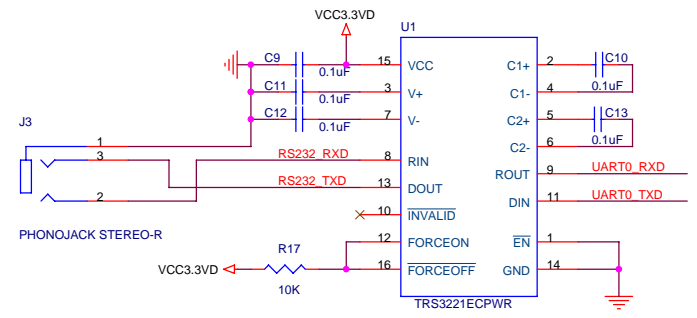 VCC3.3VD
U1
C9
0.1uF
15
VCC
C1+
2
C10
0.1uF
C11
0.1uF
3
V+
C1-
4
C12
0.1uF
7
V-
C2+
5
C13
0.1uF
C2-
6
J3
1
3
2
PHONOJACK STEREO-R
RS232_RXD
8
RIN
ROUT
9
UART0_RXD
RS232_TXD
13
DOUT
DIN
11
UART0_TXD
10
INVALID
12
FORCEON
EN
1
VCC3.3VD
R17
10K
16
FORCEOFF
GND
14
TRS3221ECPWR